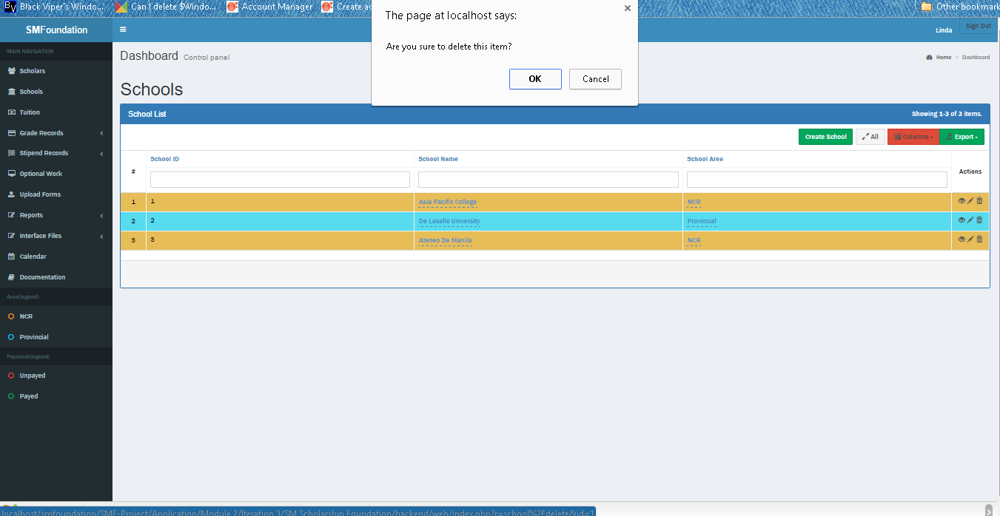 BV Black Viper's Windo... Can I delete $Windo... Account Manager Create ac Other bookmark
The page at localhost says:
Are you sure to delete this item?
OK Cancel
SMFoundation Linda Sign Out
MAIN NAVIGATION
Dashboard Control panel Home > Dashboard
Scholars
Schools
Tuition
Grade Records
Stipend Records
Optional Work
Upload Forms
Reports
Interface Files
Calendar
Documentation
Area(legend)
NCR
Provincial
Payment(legend)
Unpayed
Payed
Schools
School List Showing 1-3 of 3 items.
Create School All Columns Export
# School ID School Name School Area Actions
1 1 Asia Pacific College NCR
2 2 De Lasalle University Provincial
3 3 Ateneo De Manila NCR
localhost/smfoundation/SMF-Project/Application/Module 2/Iteration 3/SM Scholarship Foundation/backend/web/index.php?r=school%2Fdelete&id=1